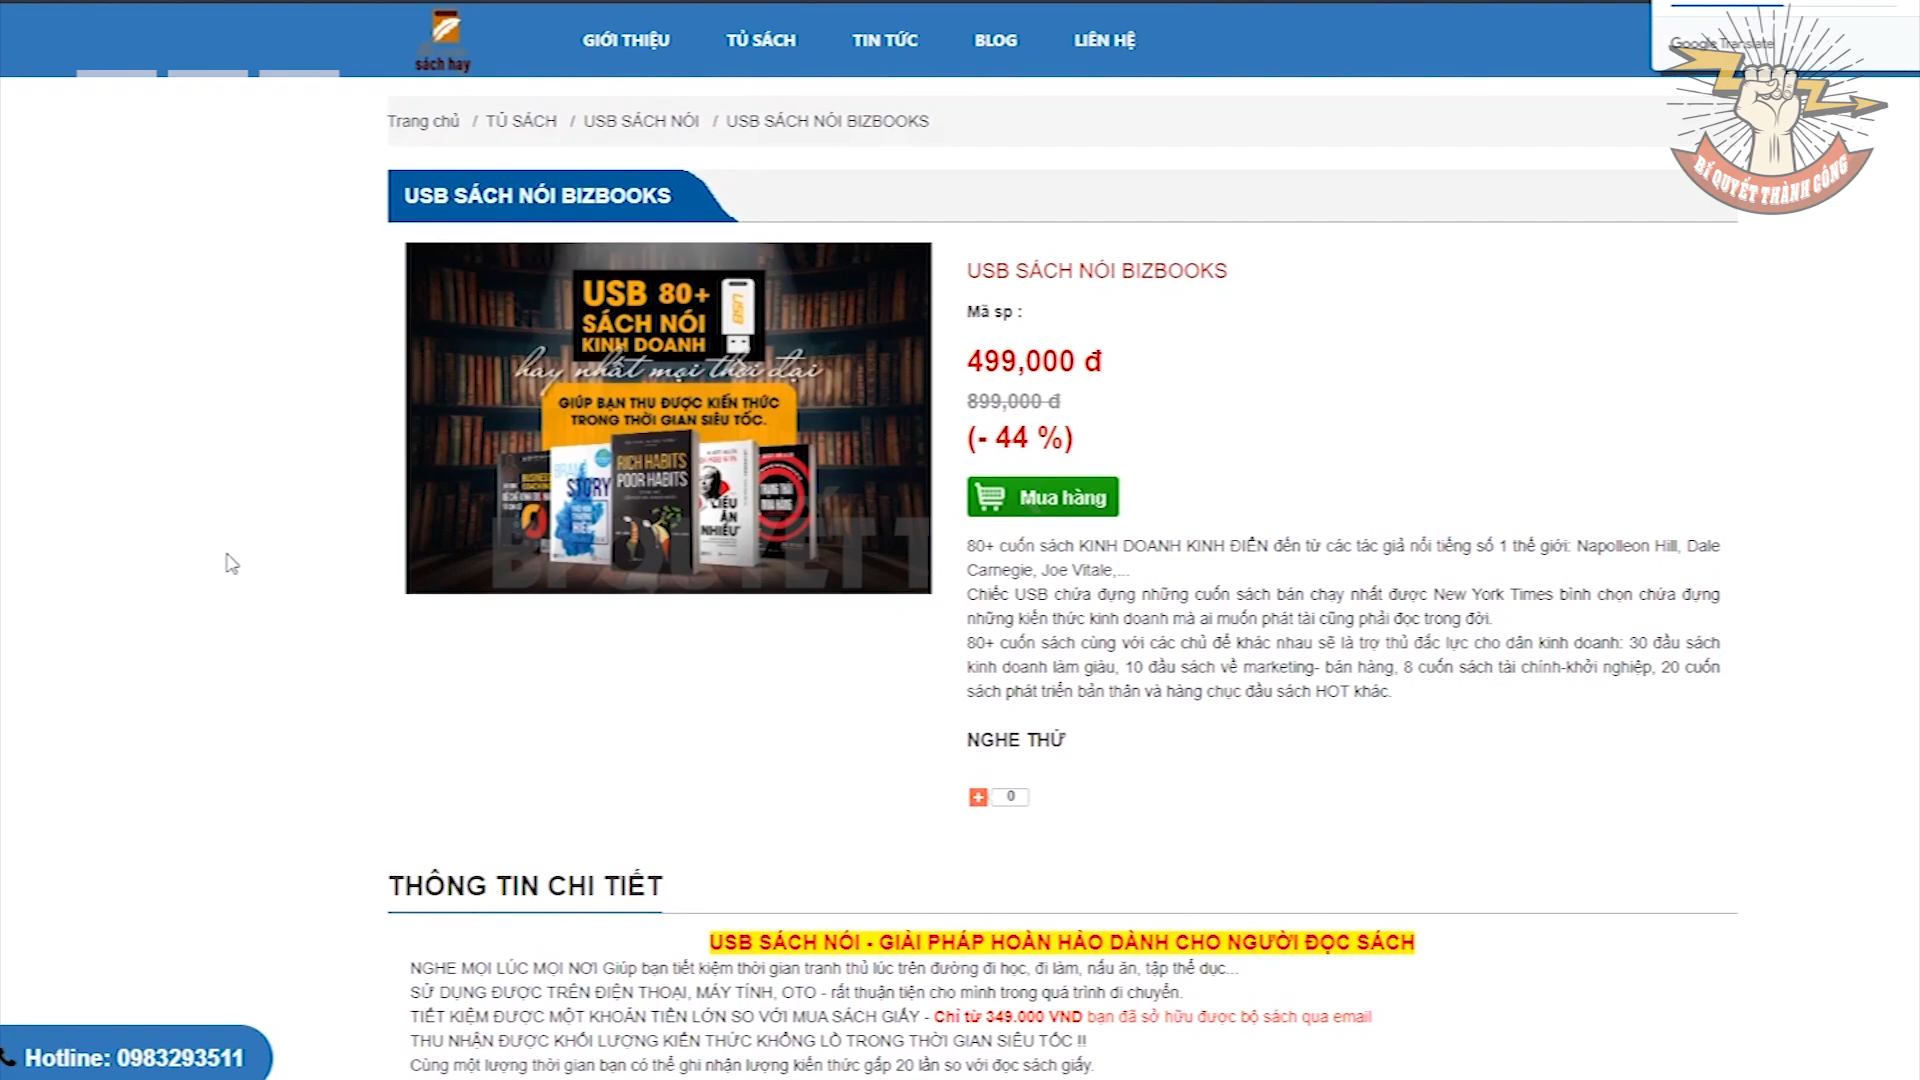 sách hay
GIỚI THIỆU
TỦ SÁCH
TIN TỨC
BLOG
LIÊN HỆ
Google Translate
BÍ QUYẾT THÀNH CÔNG
Trang chủ / TỦ SÁCH / USB SÁCH NÓI / USB SÁCH NÓI BIZBOOKS
USB SÁCH NÓI BIZBOOKS
USB 80+
SÁCH NÓI
KINH DOANH
USB
hay nhất mọi thời đại
GIÚP BẠN THU ĐƯỢC KIẾN THỨC
TRONG THỜI GIAN SIÊU TỐC.
BRAND
STORY
RICH HABITS
POOR HABITS
LIỀU
ĂN
NHIỀU
TRẠNG THÁI
MUA HÀNG
BÍ QUYẾT T
USB SÁCH NÓI BIZBOOKS
Mã sp :
499,000 đ
899,000 đ
(- 44 %)
Mua hàng
80+ cuốn sách KINH DOANH KINH ĐIỂN đến từ các tác giả nổi tiếng số 1 thế giới: Napolleon Hill, Dale
Carnegie, Joe Vitale,...
Chiếc USB chứa đựng những cuốn sách bán chạy nhất được New York Times bình chọn chứa đựng
những kiến thức kinh doanh mà ai muốn phát tài cũng phải đọc trong đời.
80+ cuốn sách cùng với các chủ đề khác nhau sẽ là trợ thủ đắc lực cho dân kinh doanh: 30 đầu sách
kinh doanh làm giàu, 10 đầu sách về marketing- bán hàng, 8 cuốn sách tài chính-khởi nghiệp, 20 cuốn
sách phát triển bản thân và hàng chục đầu sách HOT khác.
NGHE THỬ
0
THÔNG TIN CHI TIẾT
USB SÁCH NÓI - GIẢI PHÁP HOÀN HẢO DÀNH CHO NGƯỜI ĐỌC SÁCH
NGHE MỌI LÚC MỌI NƠI Giúp bạn tiết kiệm thời gian tranh thủ lúc trên đường đi học, đi làm, nấu ăn, tập thể dục...
SỬ DỤNG ĐƯỢC TRÊN ĐIỆN THOẠI, MÁY TÍNH, OTO - rất thuận tiện cho mình trong quá trình di chuyển.
TIẾT KIỆM ĐƯỢC MỘT KHOẢN TIỀN LỚN SO VỚI MUA SÁCH GIẤY - Chỉ từ 349.000 VND bạn đã sở hữu được bộ sách qua email
THU NHẬN ĐƯỢC KHỐI LƯỢNG KIẾN THỨC KHỔNG LỒ TRONG THỜI GIAN SIÊU TỐC !!
Cùng một lượng thời gian bạn có thể ghi nhận lượng kiến thức gấp 20 lần so với đọc sách giấy.
Hotline: 0983293511